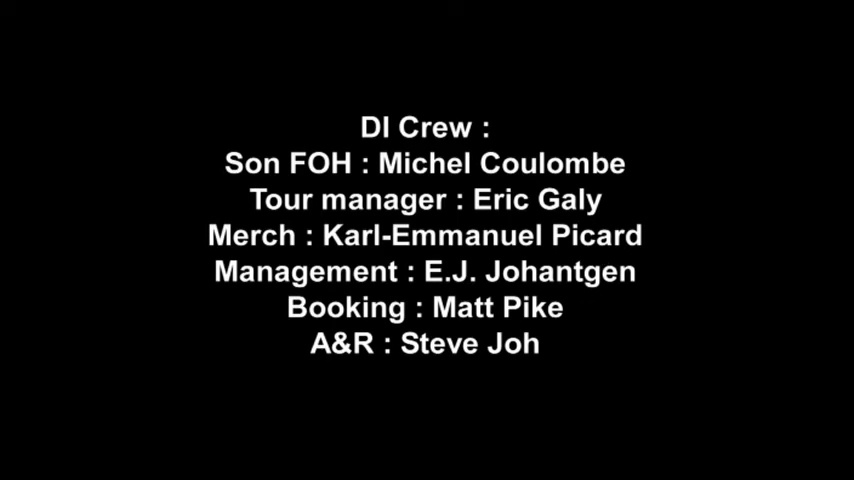 DI Crew :
Son FOH : Michel Coulombe
Tour manager : Eric Galy
Merch : Karl-Emmanuel Picard
Management : E.J. Johantgen
Booking : Matt Pike
A&R : Steve Joh